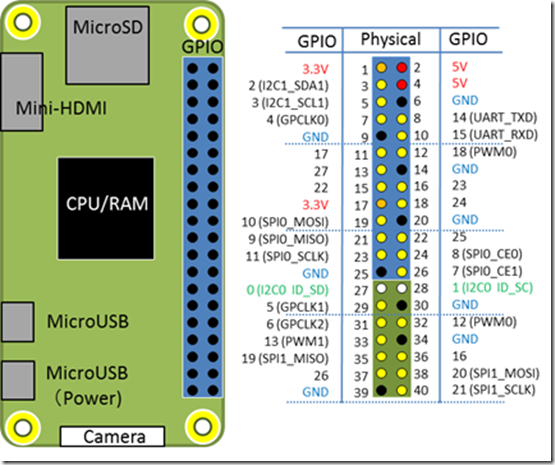 MicroSD
GPIO
Mini-HDMI
CPU/RAM
MicroUSB
MicroUSB
(Power)
Camera
GPIO Physical GPIO
3.3V 1 2 5V
2 (I2C1_SDA1) 3 4 5V
3 (I2C1_SCL1) 5 6 GND
4 (GPCLK0) 7 8 14 (UART_TXD)
GND 9 10 15 (UART_RXD)
17 11 12 18 (PWM0)
27 13 14 GND
22 15 16 23
3.3V 17 18 24
10 (SPI0_MOSI) 19 20 GND
9 (SPI0_MISO) 21 22 25
11 (SPI0_SCLK) 23 24 8 (SPI0_CE0)
GND 25 26 7 (SPI0_CE1)
0 (I2C0 ID_SD) 27 28 1 (I2C0 ID_SC)
5 (GPCLK1) 29 30 GND
6 (GPCLK2) 31 32 12 (PWM0)
13 (PWM1) 33 34 GND
19 (SPI1_MISO) 35 36 16
26 37 38 20 (SPI1_MOSI)
GND 39 40 21 (SPI1_SCLK)